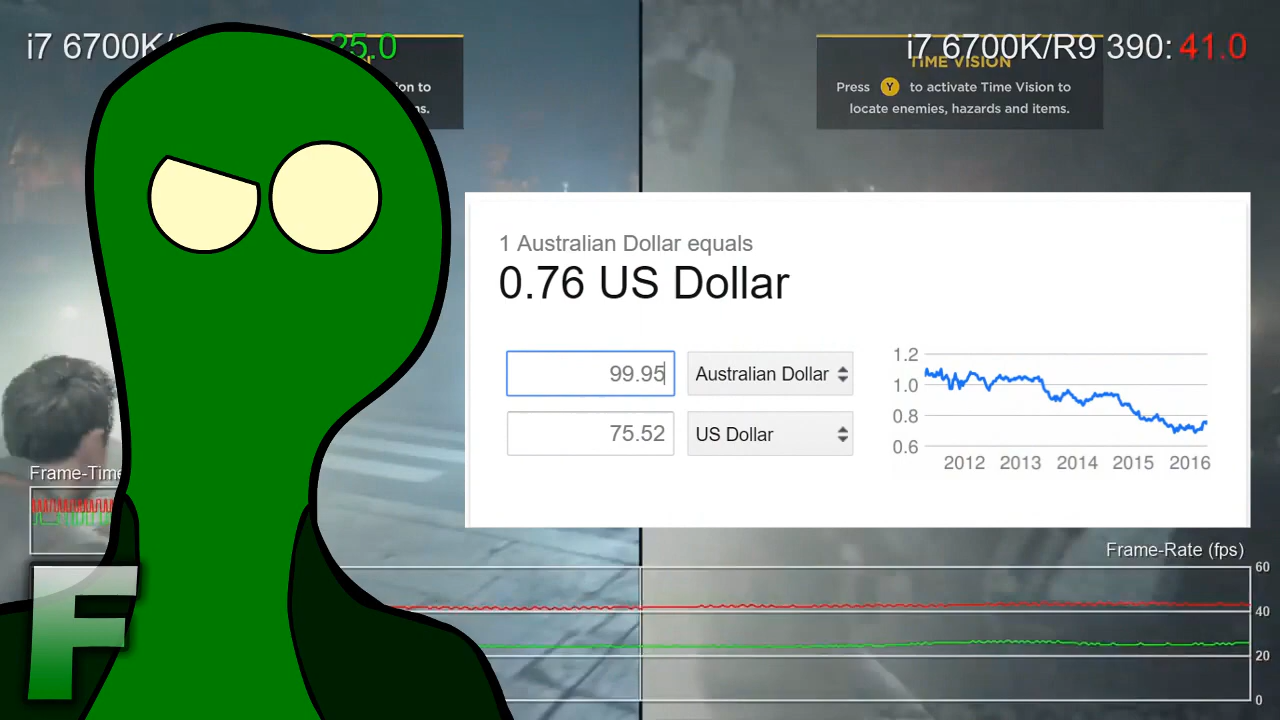 i7 6700K/
25.0
i7 6700K/R9 390: 41.0
TIME VISION
Press Y to activate Time Vision to
locate enemies, hazards and items.
on to
ms.
1 Australian Dollar equals
0.76 US Dollar
99.95 Australian Dollar
75.52 US Dollar
1.2
1.0
0.8
0.6
2012 2013 2014 2015 2016
Frame-Time
Frame-Rate (fps)
60
40
20
0
F